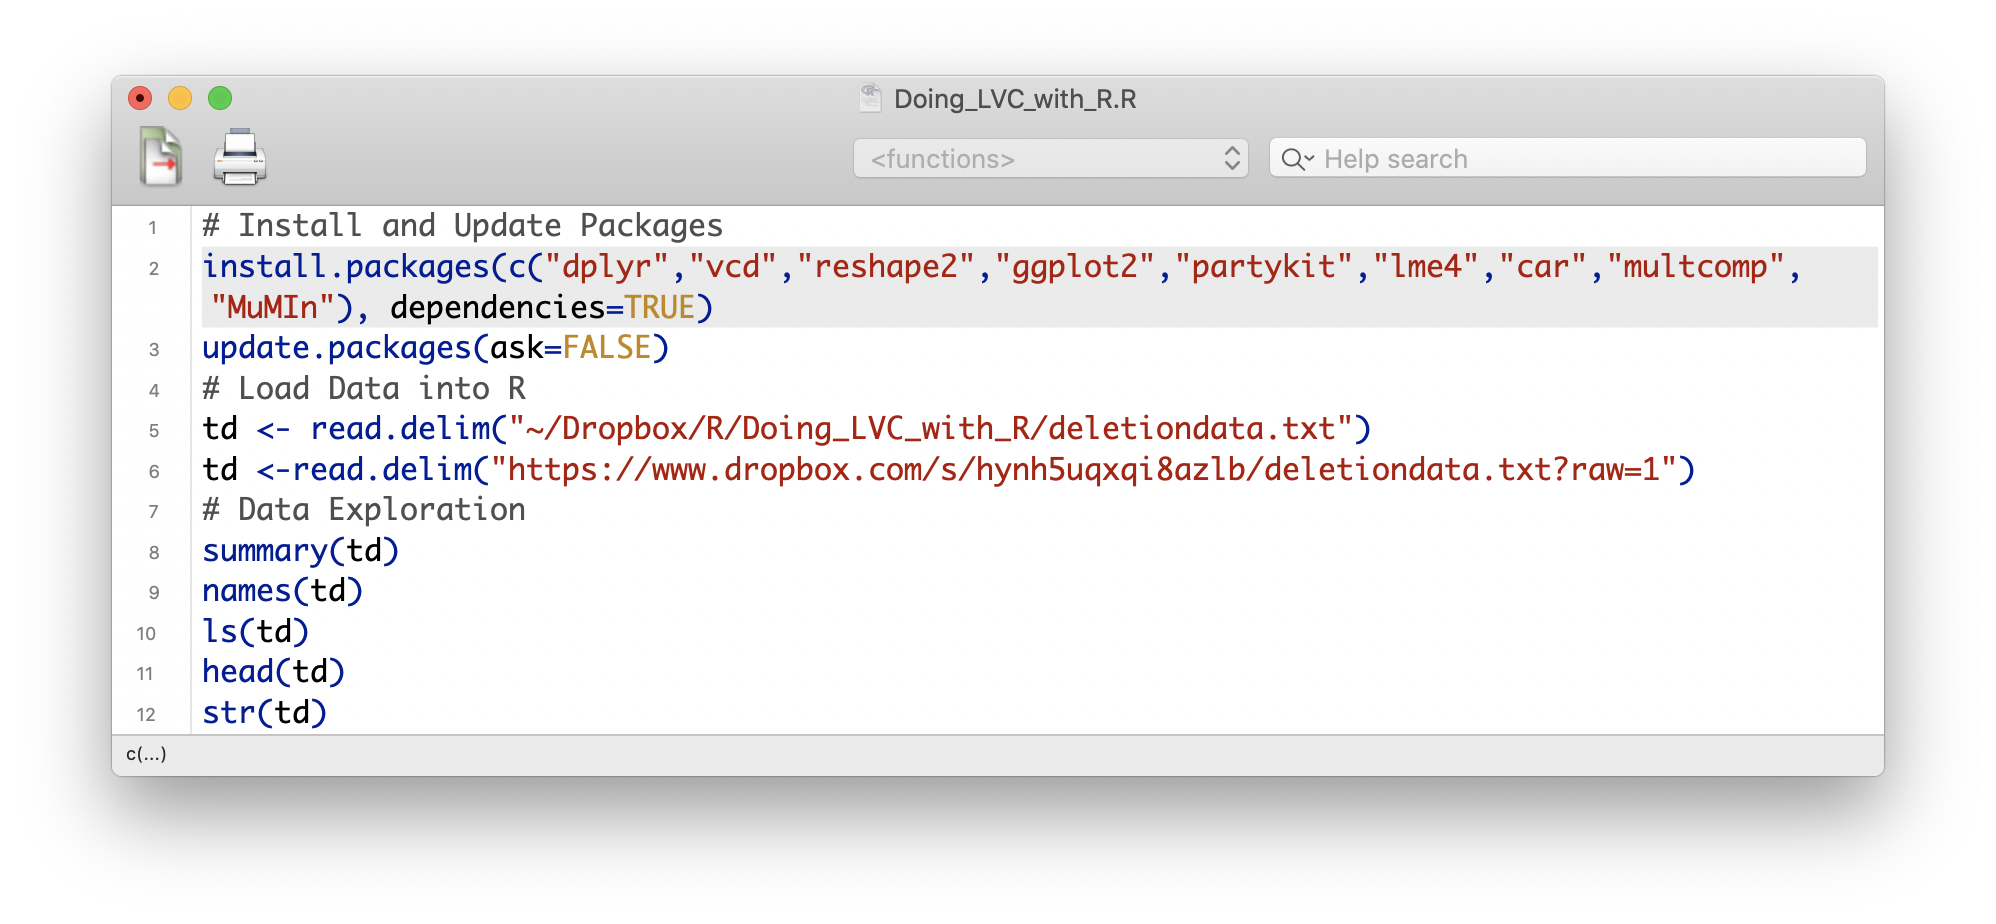 Doing_LVC_with_R.R
<functions>
Help search
1 # Install and Update Packages
2 install.packages(c("dplyr","vcd","reshape2","ggplot2","partykit","lme4","car","multcomp",
"MuMIn"), dependencies=TRUE)
3 update.packages(ask=FALSE)
4 # Load Data into R
5 td <- read.delim("~/Dropbox/R/Doing_LVC_with_R/deletiondata.txt")
6 td <-read.delim("https://www.dropbox.com/s/hynh5uqxqi8azlb/deletiondata.txt?raw=1")
7 # Data Exploration
8 summary(td)
9 names(td)
10 ls(td)
11 head(td)
12 str(td)
c(...)